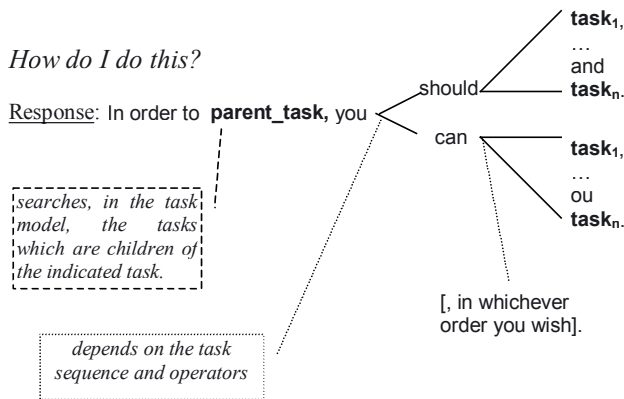 How do I do this?
Response: In order to parent_task, you
should
task1,
…
and
taskn.
can
task1,
…
ou
taskn.
searches, in the task
model, the tasks
which are children of
the indicated task.
[, in whichever
order you wish].
depends on the task
sequence and operators